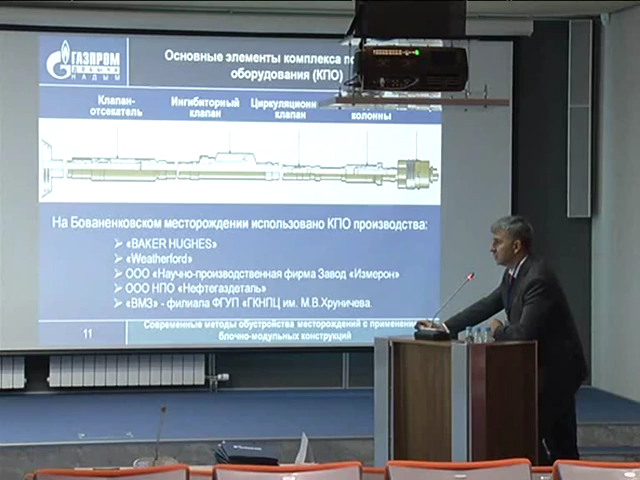 ГАЗПРОМ
ДОБЫЧА
НАДЫМ
Основные элементы комплекса
оборудования (КПО)
Клапан-
отсекатель
Ингибиторный
клапан
клапан
колонны
На Бованенковском месторождении использовано КПО производства:
➢ «BAKER HUGHES»
➢ «Weatherford»
➢ ООО «Научно-производственная фирма Завод «Измерон»
➢ ООО НПО «Нефтегаздеталь»
➢ «ВМЗ» - филиала ФГУП «ГКНПЦ им. М.В.Хруничева.
11
Современные методы обустройства месторождений с
блочно-модульных конструкций